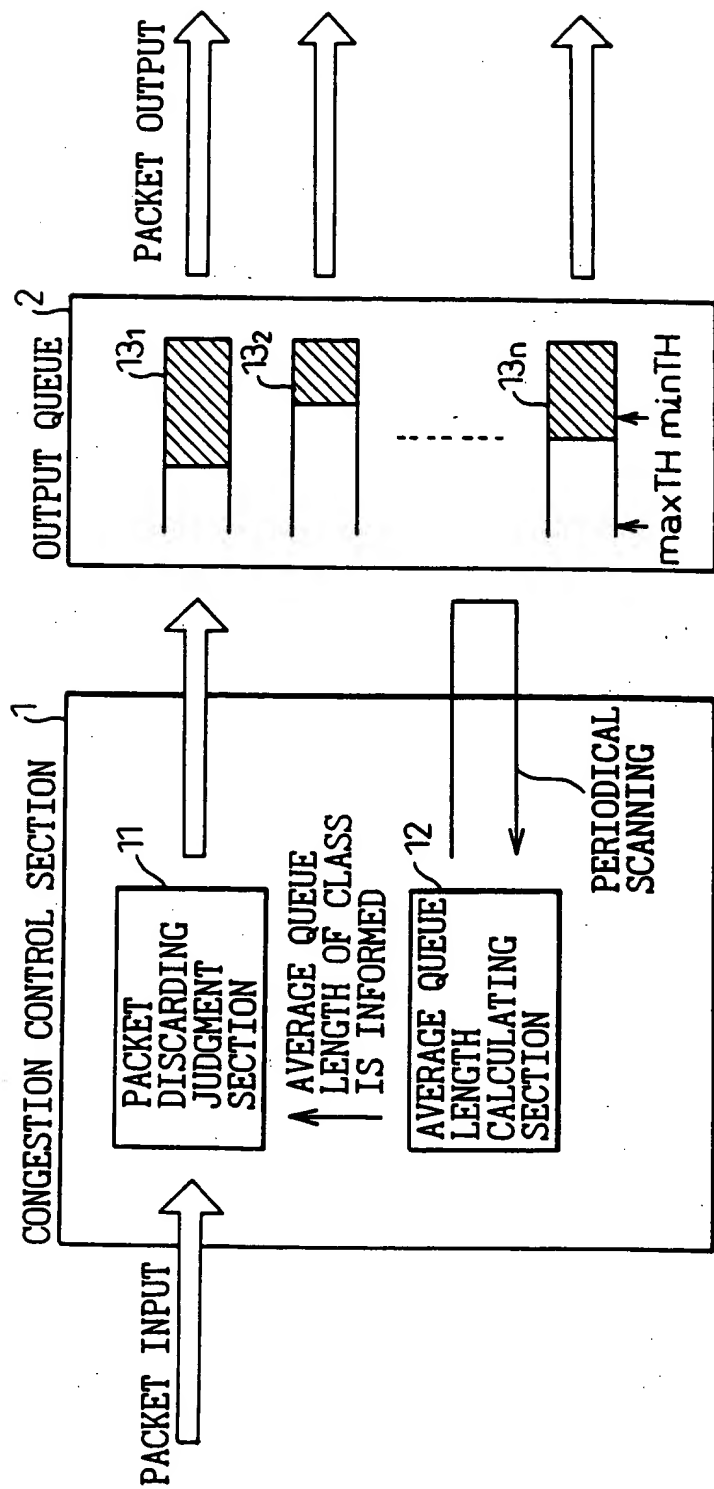 CONGESTION CONTROL SECTION
1
OUTPUT QUEUE
2
PACKET INPUT
PACKET OUTPUT
11
PACKET
DISCARDING
JUDGMENT
SECTION
AVERAGE QUEUE
LENGTH OF CLASS
IS INFORMED
12
AVERAGE QUEUE
LENGTH
CALCULATING
SECTION
PERIODICAL
SCANNING
131
132
13n
maxTH minTH